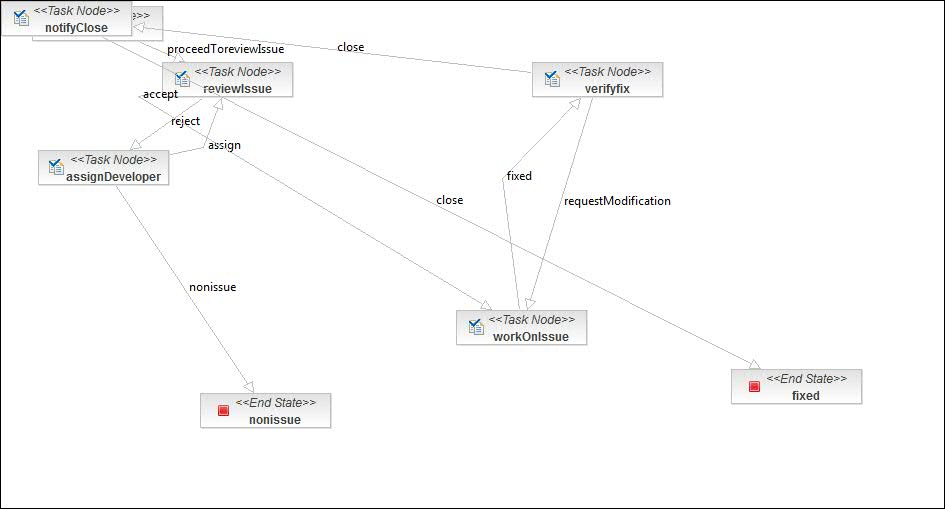 <<Task Node>>
notifyClose
>>
proceedToreviewIssue
close
<<Task Node>>
reviewIssue
<<Task Node>>
verifyfix
accept
reject
assign
<<Task Node>>
assignDeveloper
fixed
close
requestModification
nonissue
<<Task Node>>
workOnIssue
<<End State>>
fixed
<<End State>>
nonissue